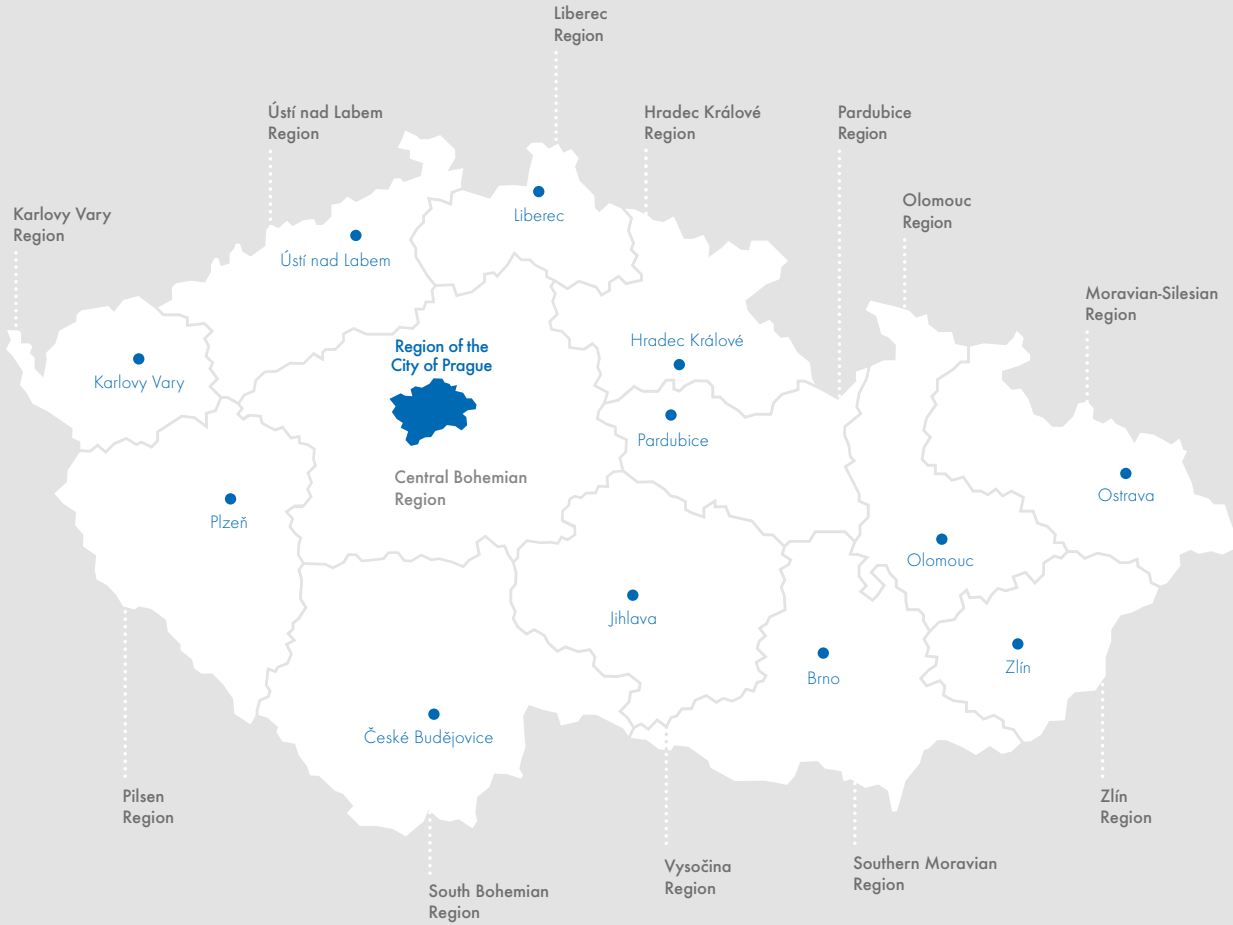 Liberec
Region
Ústí nad Labem
Region
Hradec Králové
Region
Pardubice
Region
Karlovy Vary
Region
Olomouc
Region
Liberec
Ústí nad Labem
Moravian-Silesian
Region
Region of the
City of Prague
Hradec Králové
Karlovy Vary
Pardubice
Central Bohemian
Region
Ostrava
Plzeň
Olomouc
Jihlava
Zlín
Brno
České Budějovice
Pilsen
Region
Zlín
Region
Vysočina
Region
Southern Moravian
Region
South Bohemian
Region